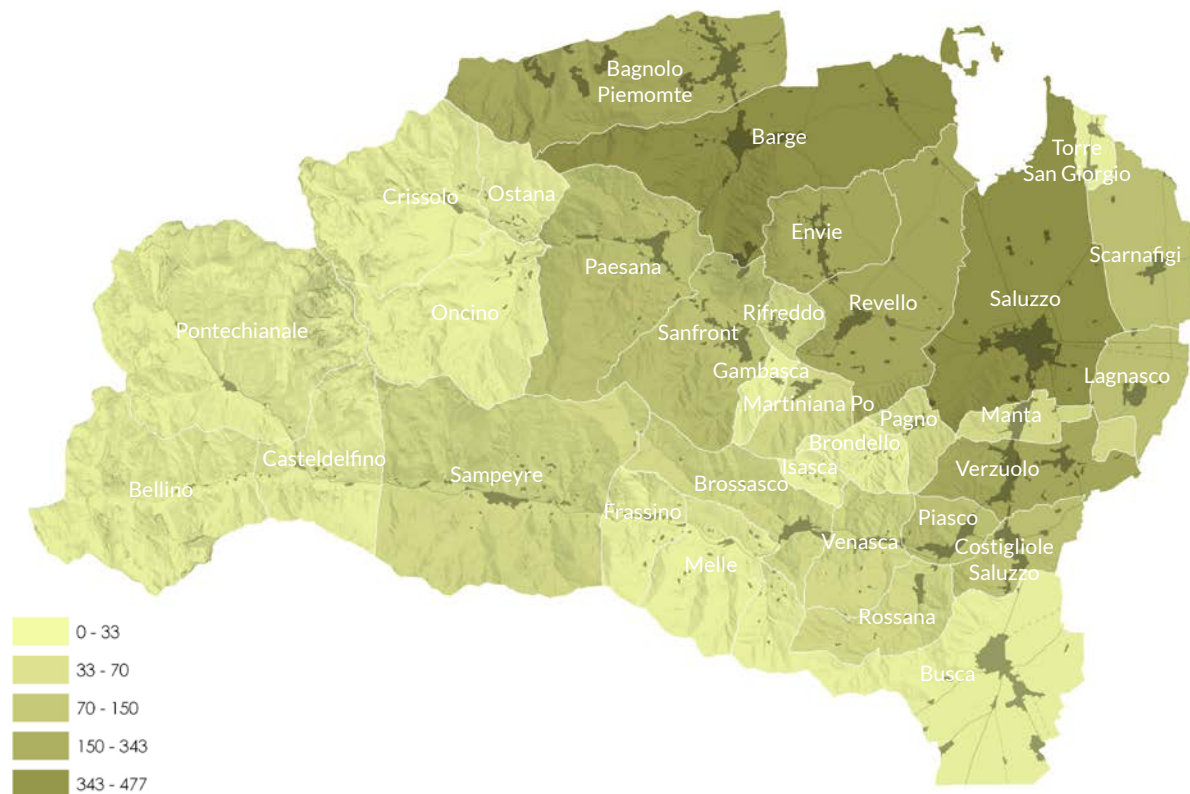 Bagnolo
Piemomte
Barge
Torre
San Giorgio
Crissolo
Ostana
Envie
Scarnafigi
Paesana
Pontechianale
Oncino
Rifreddo
Revello
Saluzzo
Sanfront
Gambasca
Lagnasco
Martiniana Po
Pagno
Manta
Brondello
Casteldelfino
Isasca
Verzuolo
Bellino
Sampeyre
Brossasco
Frassino
Piasco
Venasca
Costigliole
Saluzzo
Melle
Rossana
Busca
0 - 33
33 - 70
70 - 150
150 - 343
343 - 477